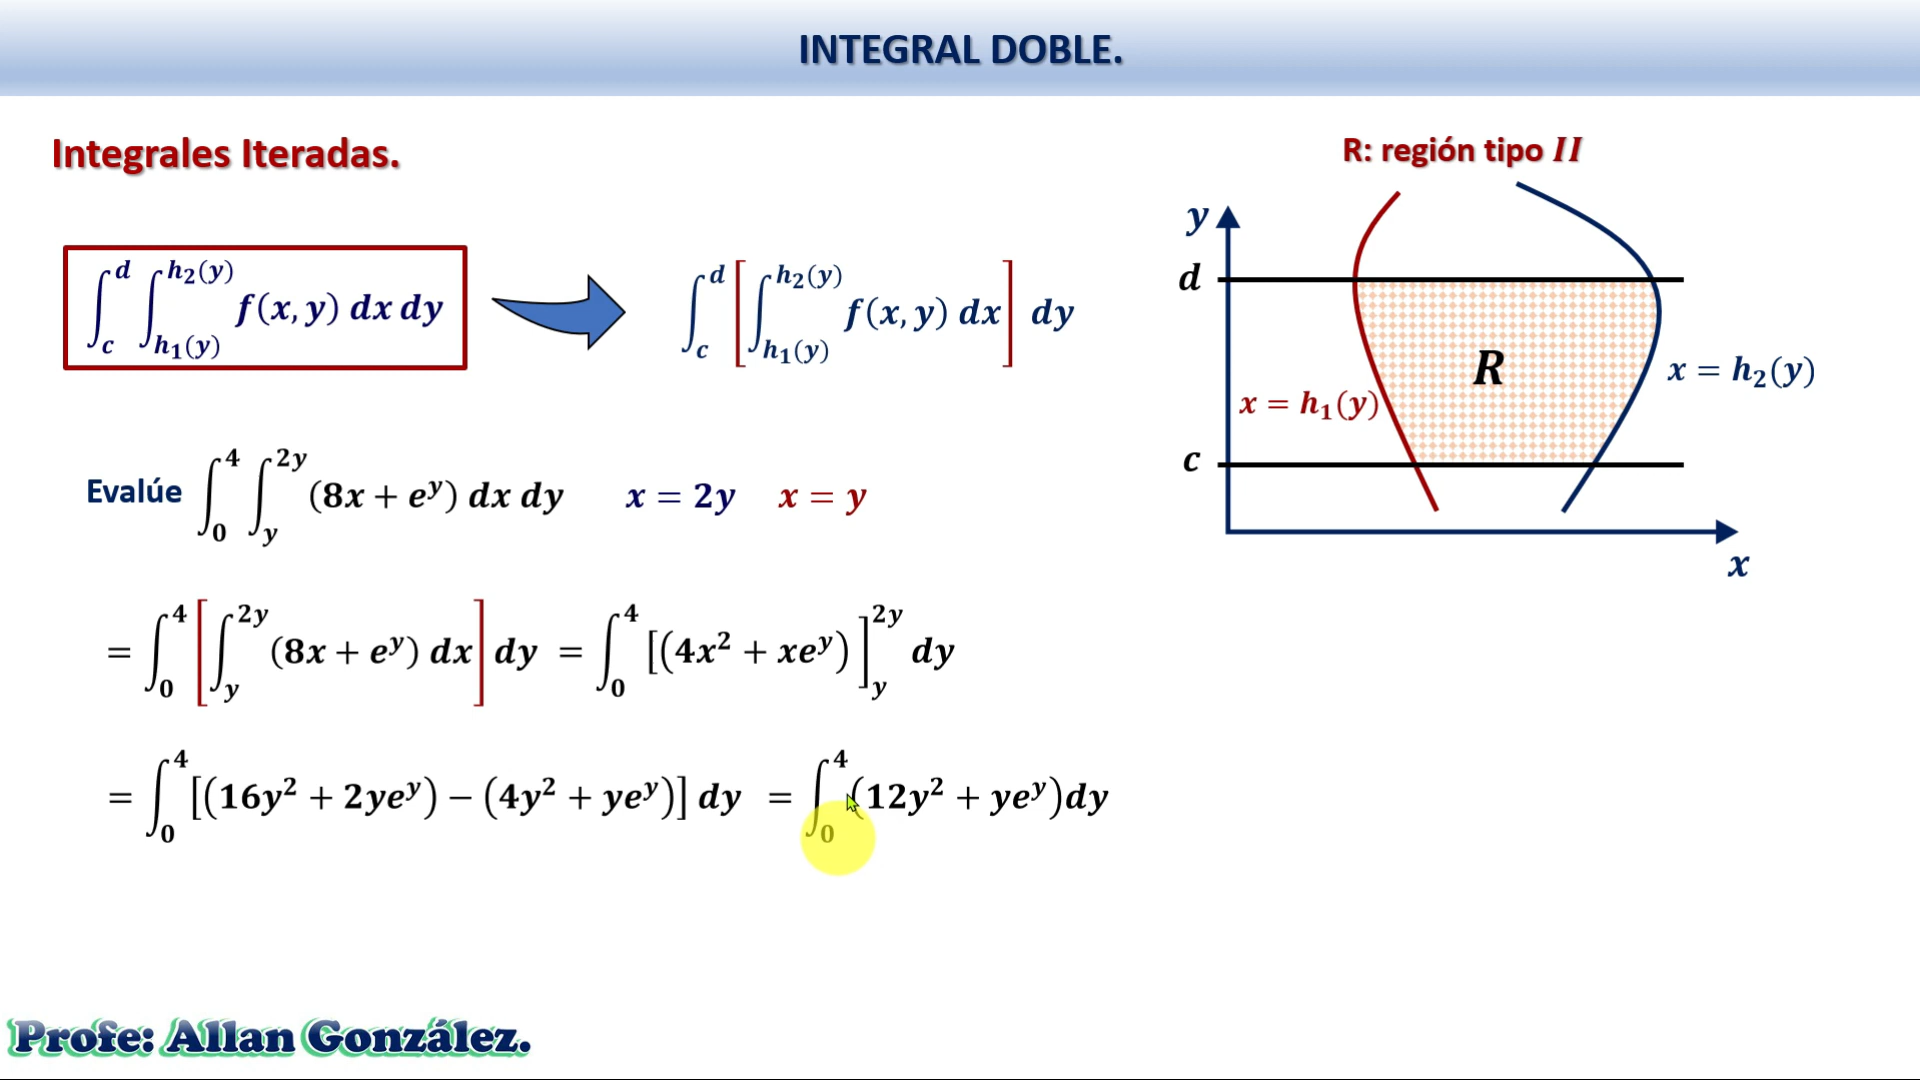 INTEGRAL DOBLE.
Integrales Iteradas.
∫_c^d ∫_{h₁(y)}^{h₂(y)} f(x, y) dx dy
∫_c^d [∫_{h₁(y)}^{h₂(y)} f(x, y) dx] dy
Evalúe ∫_0^4 ∫_y^{2y} (8x + e^y) dx dy x = 2y x = y
= ∫_0^4 [∫_y^{2y} (8x + e^y) dx] dy = ∫_0^4 [(4x² + xe^y)]_y^{2y} dy
= ∫_0^4 [(16y² + 2ye^y) − (4y² + ye^y)] dy = ∫_0^4 (12y² + ye^y)dy
R: región tipo II
y
d
R
x = h₂(y)
x = h₁(y)
c
x
Profe: Allan González.